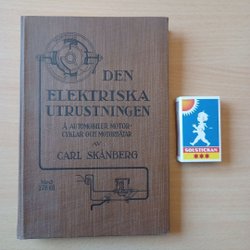 DEN
ELEKTRISKA
UTRUSTNINGEN
Å AUTOMOBILER MOTOR-
CYKLAR OCH MOTORBÅTAR
AV
CARL SKÅNBERG
SOLSTICKAN